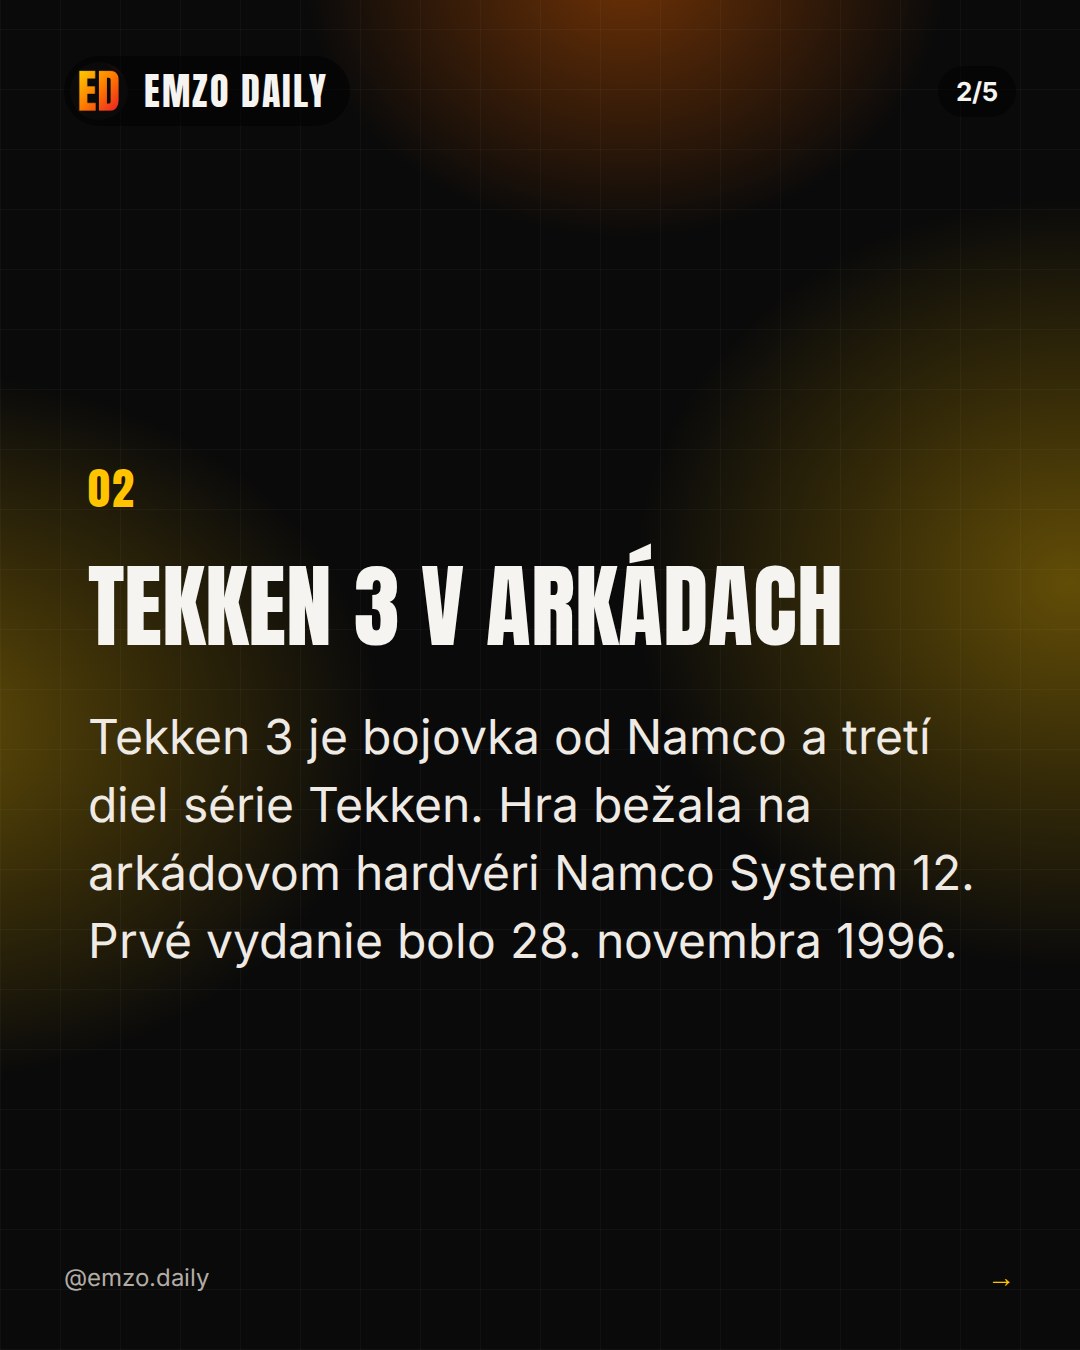 ED EMZO DAILY
2/5
02
TEKKEN 3 V ARKÁDACH
Tekken 3 je bojovka od Namco a tretí
diel série Tekken. Hra bežala na
arkádovom hardvéri Namco System 12.
Prvé vydanie bolo 28. novembra 1996.
@emzo.daily
→